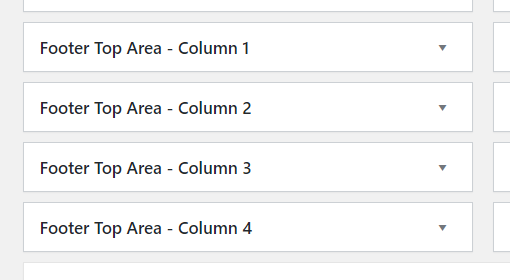 Footer Top Area - Column 1
Footer Top Area - Column 2
Footer Top Area - Column 3
Footer Top Area - Column 4